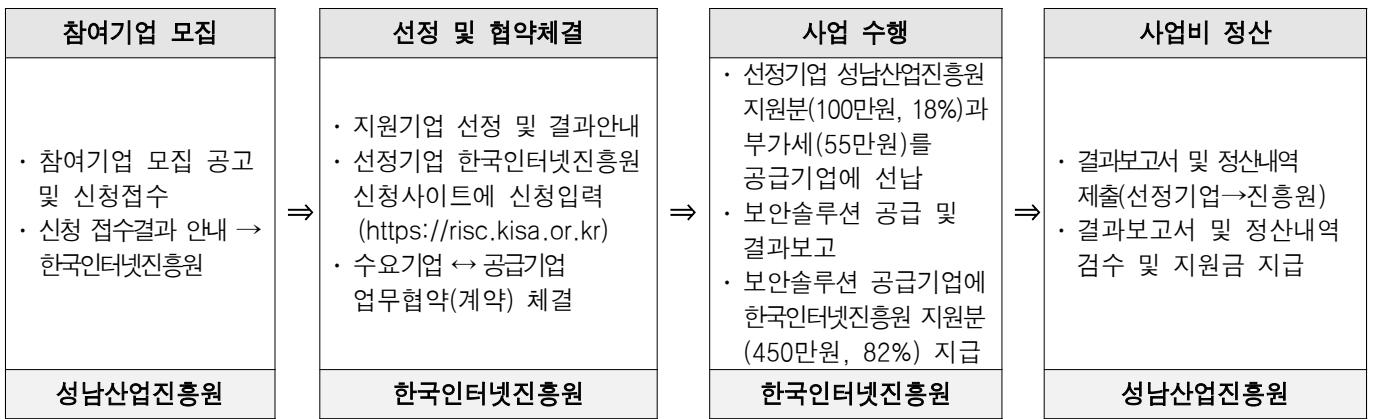 참여기업 모집
· 참여기업 모집 공고
및 신청접수
· 신청 접수결과 안내 →
한국인터넷진흥원
성남산업진흥원
⇒
선정 및 협약체결
· 지원기업 선정 및 결과안내
· 선정기업 한국인터넷진흥원
신청사이트에 신청입력
(https://risc.kisa.or.kr)
· 수요기업 ↔ 공급기업
업무협약(계약) 체결
한국인터넷진흥원
⇒
사업 수행
· 선정기업 성남산업진흥원
지원분(100만원, 18%)과
부가세(55만원)를
공급기업에 선납
· 보안솔루션 공급 및
결과보고
· 보안솔루션 공급기업에
한국인터넷진흥원 지원분
(450만원, 82%) 지급
한국인터넷진흥원
⇒
사업비 정산
· 결과보고서 및 정산내역
제출(선정기업→진흥원)
· 결과보고서 및 정산내역
검수 및 지원금 지급
성남산업진흥원